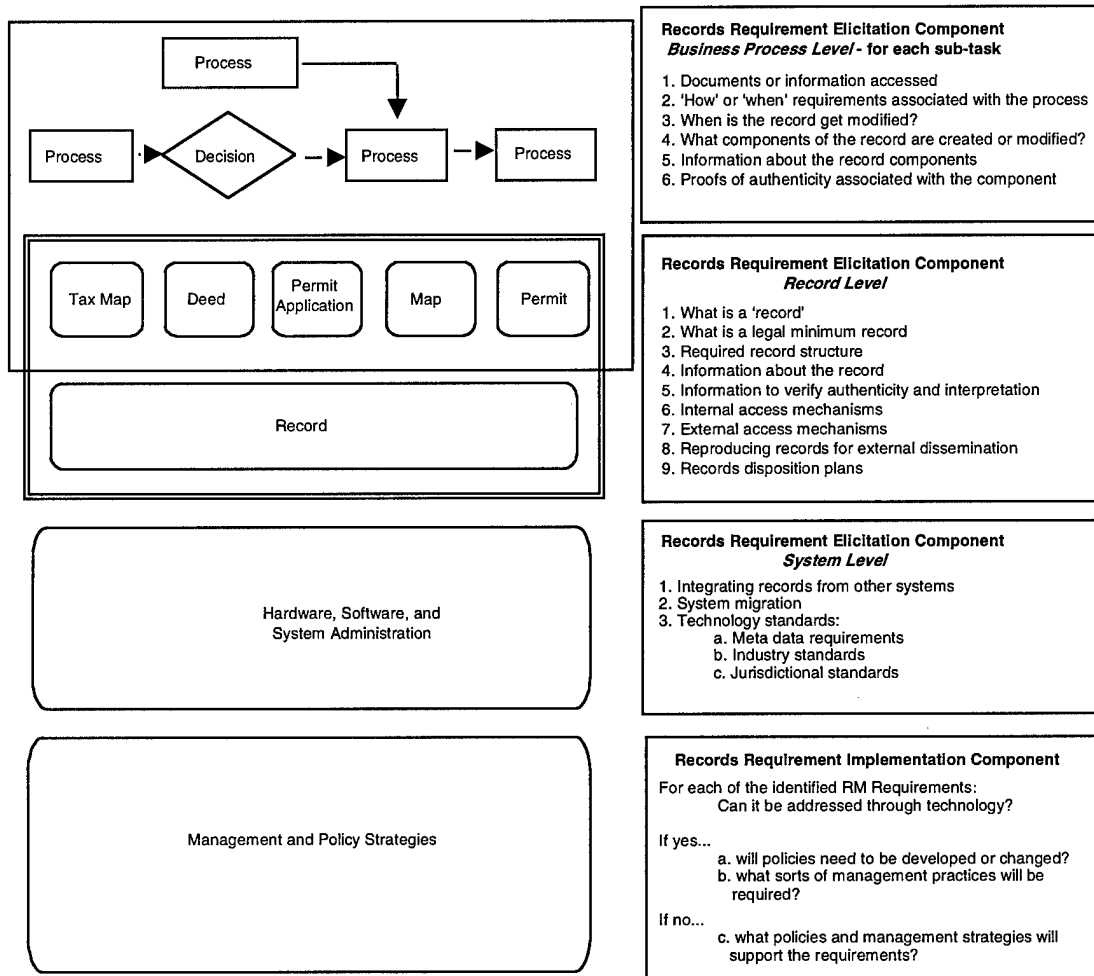 Process
Process
Decision
Process
Process
Tax Map
Deed
Permit
Application
Map
Permit
Record
Hardware, Software, and
System Administration
Management and Policy Strategies
Records Requirement Elicitation Component
Business Process Level - for each sub-task
1. Documents or information accessed
2. 'How' or 'when' requirements associated with the process
3. When is the record get modified?
4. What components of the record are created or modified?
5. Information about the record components
6. Proofs of authenticity associated with the component
Records Requirement Elicitation Component
Record Level
1. What is a 'record'
2. What is a legal minimum record
3. Required record structure
4. Information about the record
5. Information to verify authenticity and interpretation
6. Internal access mechanisms
7. External access mechanisms
8. Reproducing records for external dissemination
9. Records disposition plans
Records Requirement Elicitation Component
System Level
1. Integrating records from other systems
2. System migration
3. Technology standards:
a. Meta data requirements
b. Industry standards
c. Jurisdictional standards
Records Requirement Implementation Component
For each of the identified RM Requirements:
Can it be addressed through technology?
If yes...
a. will policies need to be developed or changed?
b. what sorts of management practices will be
required?
If no...
c. what policies and management strategies will
support the requirements?